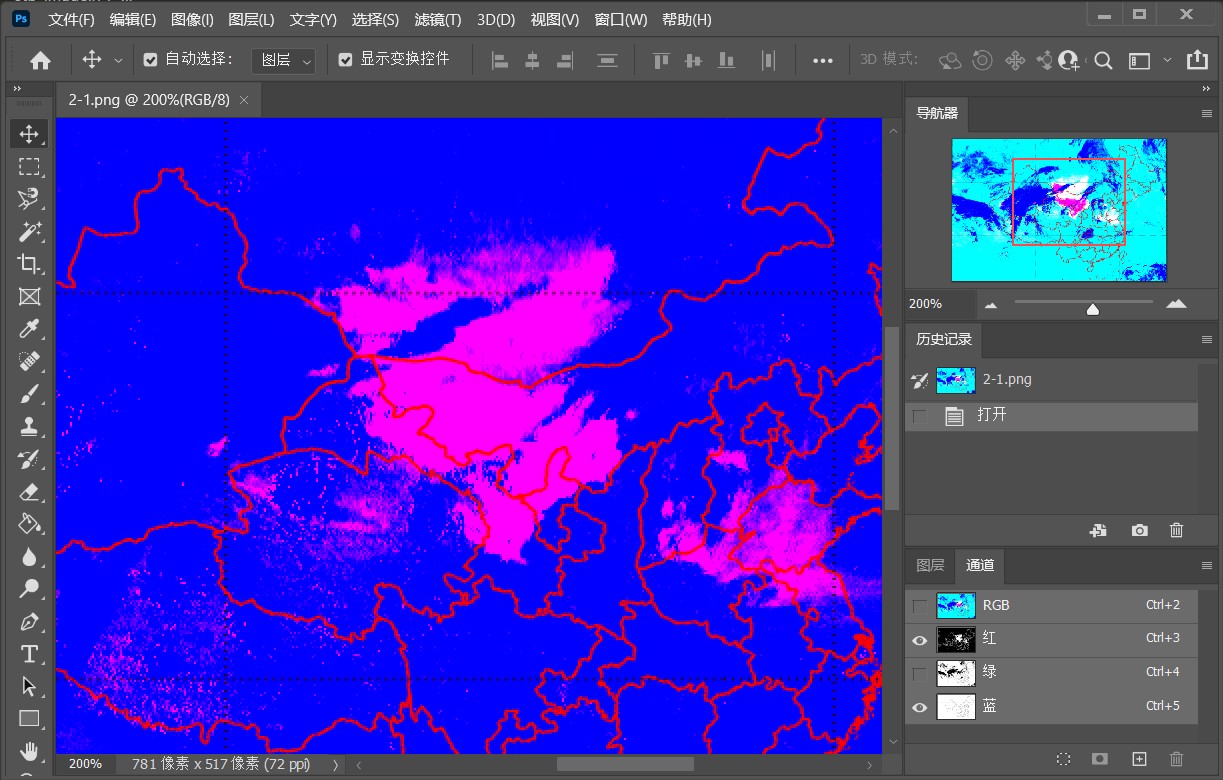 Ps 文件(F) 编辑(E) 图像(I) 图层(L) 文字(Y) 选择(S) 滤镜(T) 3D(D) 视图(V) 窗口(W) 帮助(H)
自动选择： 图层 显示变换控件 ••• 3D 模式：
2-1.png @ 200%(RGB/8) ×
导航器
200%
历史记录
2-1.png
打开
图层 通道
RGB Ctrl+2
红 Ctrl+3
绿 Ctrl+4
蓝 Ctrl+5
200% 781 像素 x 517 像素 (72 ppi)